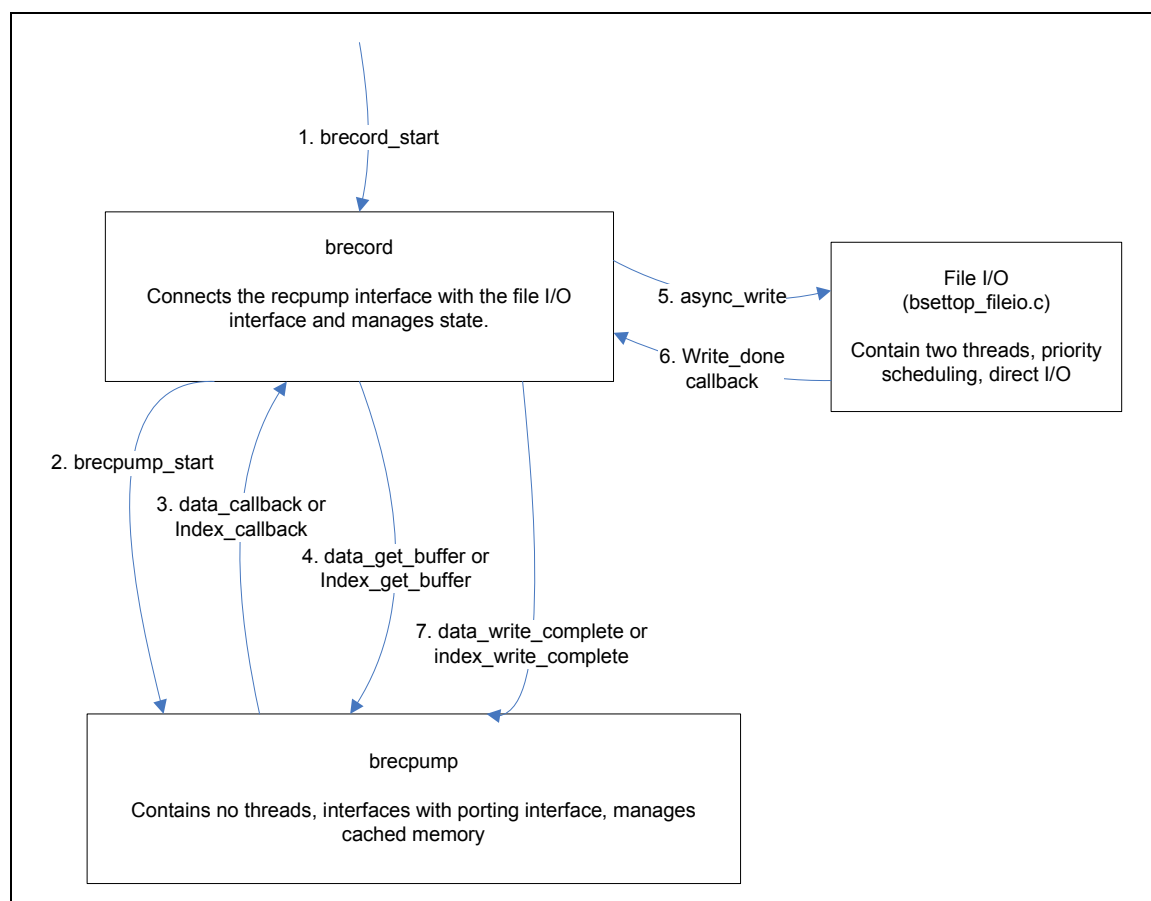 1. brecord_start
brecord
Connects the recpump interface with the file I/O
interface and manages state.
File I/O
(bsettop_fileio.c)
Contain two threads, priority
scheduling, direct I/O
5. async_write
6. Write_done
callback
2. brecpump_start
3. data_callback or
Index_callback
4. data_get_buffer or
Index_get_buffer
7. data_write_complete or
index_write_complete
brecpump
Contains no threads, interfaces with porting interface, manages
cached memory